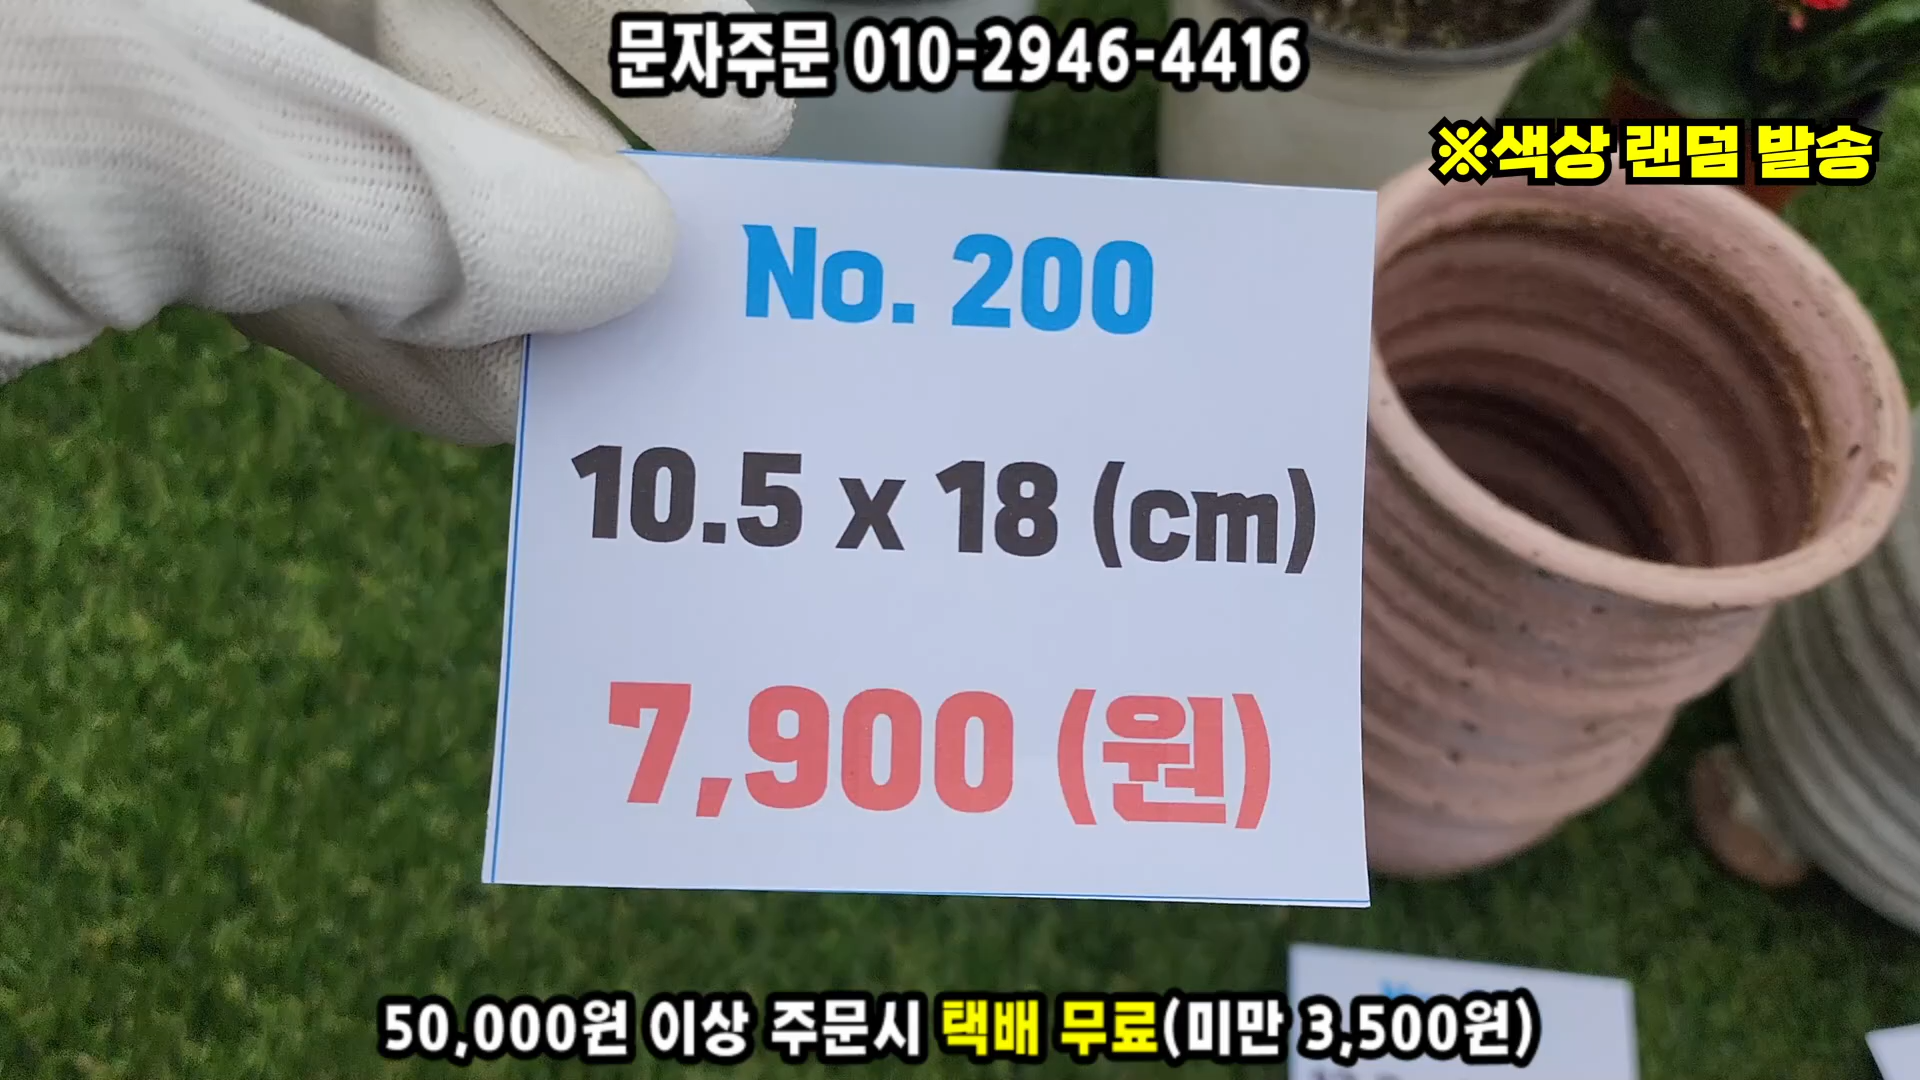 문자주문 010-2946-4416
※색상 랜덤 발송
No. 200
10.5 x 18 (cm)
7,900 (원)
50,000원 이상 주문시 택배 무료(미만 3,500원)